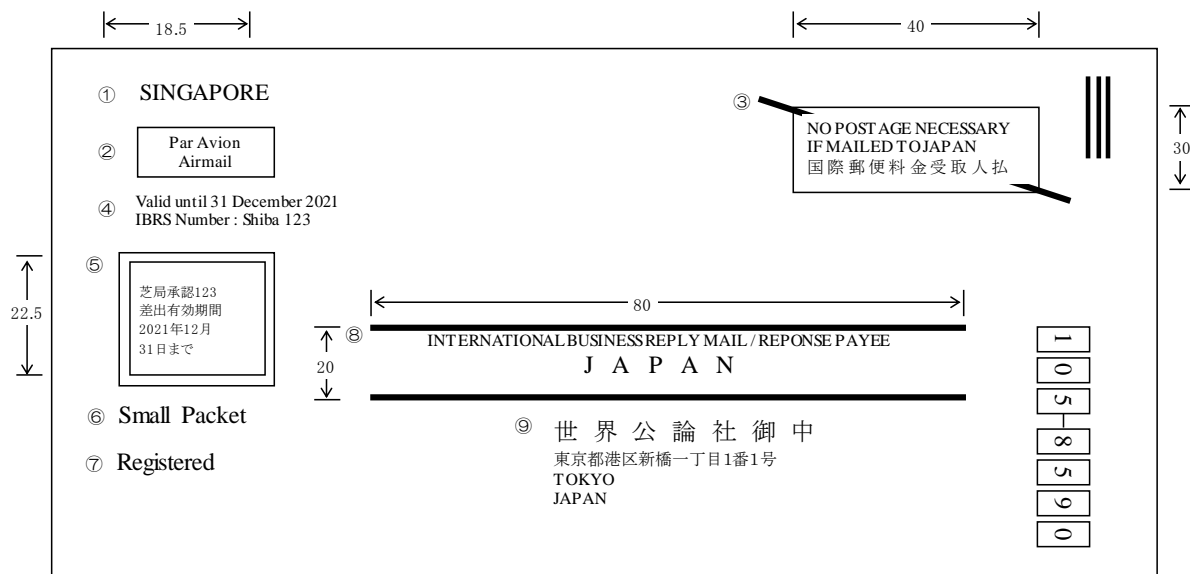 18.5
40
① SINGAPORE
② Par Avion
Airmail
③
NO POSTAGE NECESSARY
IF MAILED TO JAPAN
国際郵便料金受取人払
30
④ Valid until 31 December 2021
IBRS Number : Shiba 123
⑤
芝局承認123
差出有効期間
2021年12月
31日まで
22.5
80
⑧ INTERNATIONAL BUSINESS REPLY MAIL / REPONSE PAYEE
JAPAN
20
⑥ Small Packet
⑦ Registered
⑨ 世界公論社御中
東京都港区新橋一丁目1番1号
TOKYO
JAPAN
105-8590